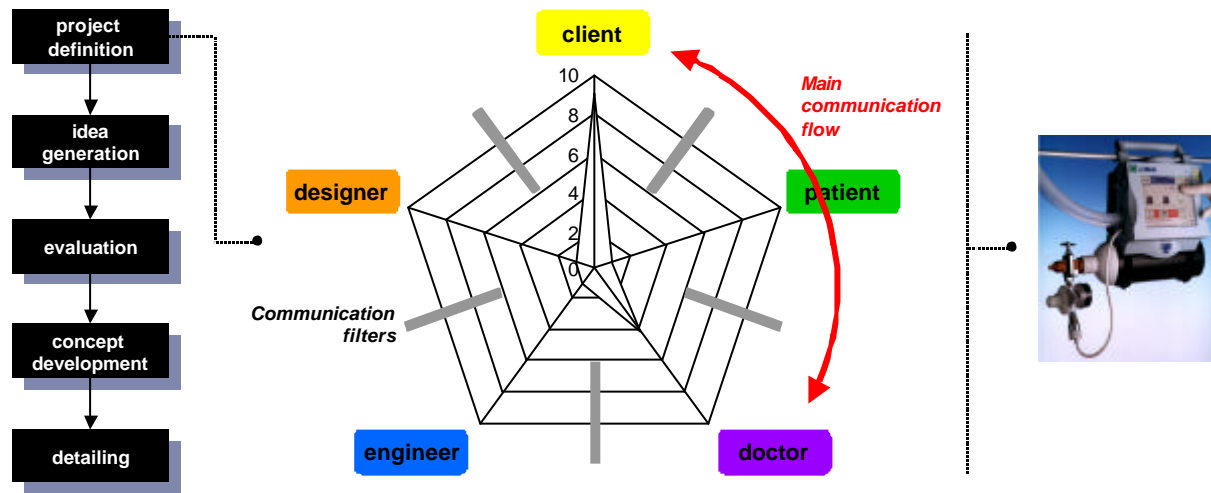 project
definition
idea
generation
evaluation
concept
development
detailing
client
10
8
6
4
2
0
Main
communication
flow
designer
patient
Communication
filters
engineer
doctor